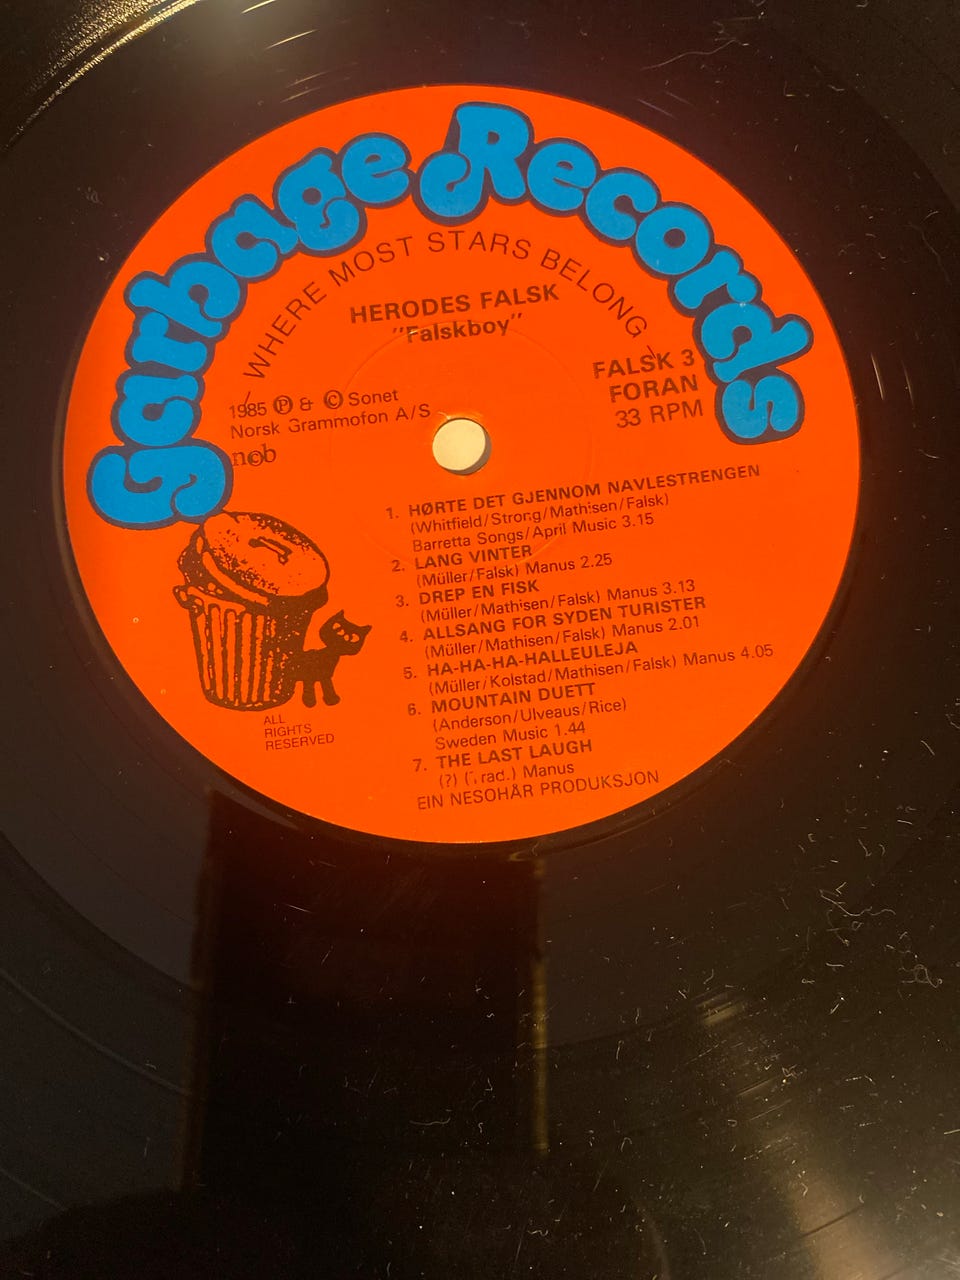 Garbage Records
WHERE MOST STARS BELONG
HERODES FALSK
"Falskboy"
1985 Ⓟ & © Sonet
Norsk Grammofon A/S
n©b
FALSK 3
FORAN
33 RPM
1. HØRTE DET GJENNOM NAVLESTRENGEN
(Whitfield/Strong/Mathisen/Falsk)
Barretta Songs/April Music 3.15
2. LANG VINTER
(Müller/Falsk) Manus 2.25
3. DREP EN FISK
(Müller/Mathisen/Falsk) Manus 3.13
4. ALLSANG FOR SYDEN TURISTER
(Müller/Mathisen/Falsk) Manus 2.01
5. HA-HA-HA-HALLEULEJA
(Müller/Kolstad/Mathisen/Falsk) Manus 4.05
6. MOUNTAIN DUETT
(Anderson/Ulveaus/Rice)
Sweden Music 1.44
7. THE LAST LAUGH
(?) (Trad.) Manus
EIN NESOHÅR PRODUKSJON
ALL
RIGHTS
RESERVED